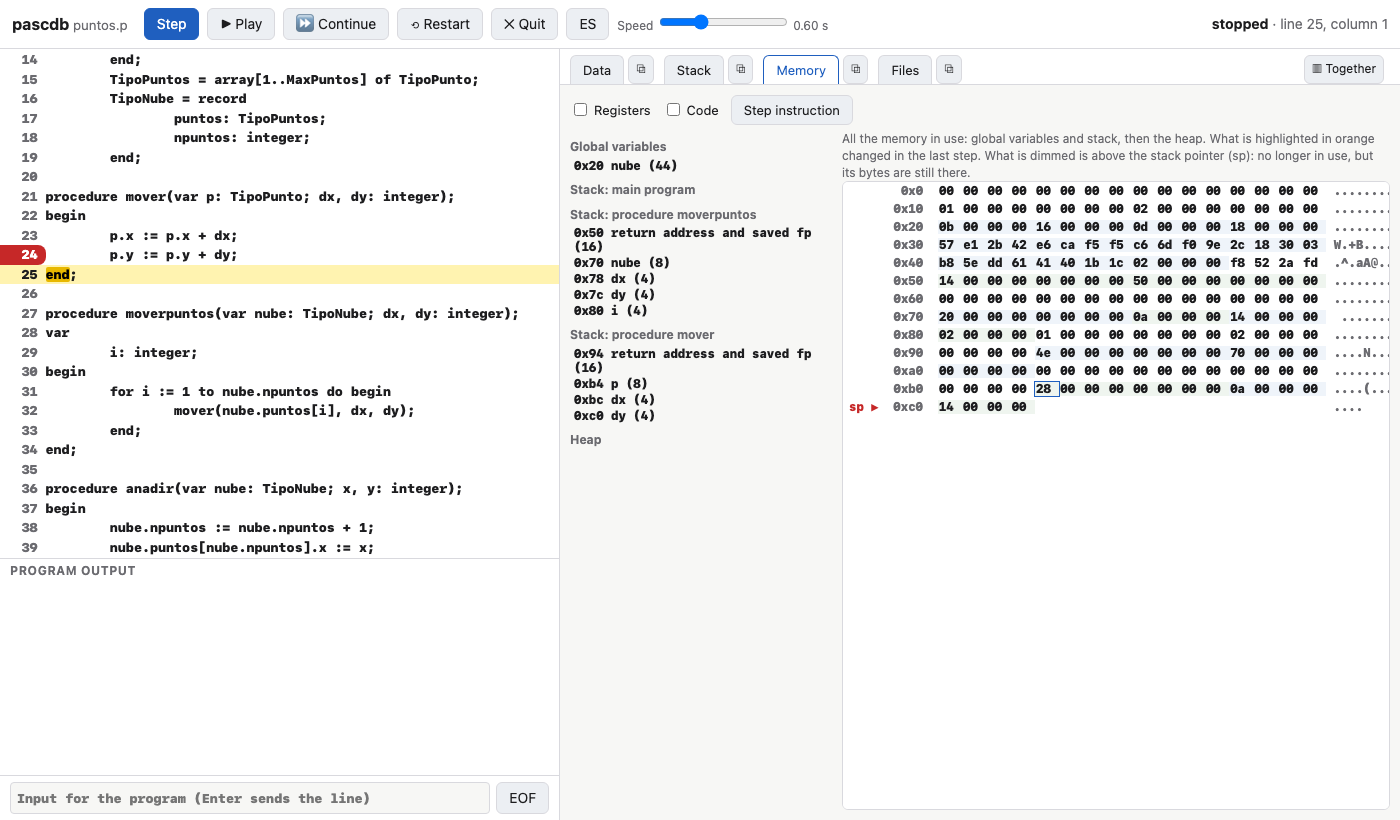 pascdb puntos.p Step ▶ Play ⏩ Continue ⟲ Restart ✕ Quit ES Speed 0.60 s stopped · line 25, column 1
14 end;
15 TipoPuntos = array[1..MaxPuntos] of TipoPunto;
16 TipoNube = record
17 puntos: TipoPuntos;
18 npuntos: integer;
19 end;
20
21 procedure mover(var p: TipoPunto; dx, dy: integer);
22 begin
23 p.x := p.x + dx;
24 p.y := p.y + dy;
25 end;
26
27 procedure moverpuntos(var nube: TipoNube; dx, dy: integer);
28 var
29 i: integer;
30 begin
31 for i := 1 to nube.npuntos do begin
32 mover(nube.puntos[i], dx, dy);
33 end;
34 end;
35
36 procedure anadir(var nube: TipoNube; x, y: integer);
37 begin
38 nube.npuntos := nube.npuntos + 1;
39 nube.puntos[nube.npuntos].x := x;
PROGRAM OUTPUT
Input for the program (Enter sends the line) EOF
Data Stack Memory Files Together
Registers Code Step instruction
Global variables
0x20 nube (44)
Stack: main program
Stack: procedure moverpuntos
0x50 return address and saved fp
(16)
0x70 nube (8)
0x78 dx (4)
0x7c dy (4)
0x80 i (4)
Stack: procedure mover
0x94 return address and saved fp
(16)
0xb4 p (8)
0xbc dx (4)
0xc0 dy (4)
Heap
All the memory in use: global variables and stack, then the heap. What is highlighted in orange
changed in the last step. What is dimmed is above the stack pointer (sp): no longer in use, but
its bytes are still there.
0x0 00 00 00 00 00 00 00 00 00 00 00 00 00 00 00 00 ........
0x10 01 00 00 00 00 00 00 00 02 00 00 00 00 00 00 00 ........
0x20 0b 00 00 00 16 00 00 00 0d 00 00 00 18 00 00 00 ........
0x30 57 e1 2b 42 e6 ca f5 f5 c6 6d f0 9e 2c 18 30 03 W.+B....
0x40 b8 5e dd 61 41 40 1b 1c 02 00 00 00 f8 52 2a fd .^.aA@..
0x50 14 00 00 00 00 00 00 00 50 00 00 00 00 00 00 00 ........
0x60 00 00 00 00 00 00 00 00 00 00 00 00 00 00 00 00 ........
0x70 20 00 00 00 00 00 00 00 0a 00 00 00 14 00 00 00 .......
0x80 02 00 00 00 01 00 00 00 00 00 00 00 02 00 00 00 ........
0x90 00 00 00 00 4e 00 00 00 00 00 00 00 70 00 00 00 ....N...
0xa0 00 00 00 00 00 00 00 00 00 00 00 00 00 00 00 00 ........
0xb0 00 00 00 00 28 00 00 00 00 00 00 00 0a 00 00 00 ....(...
sp ▶ 0xc0 14 00 00 00 ....